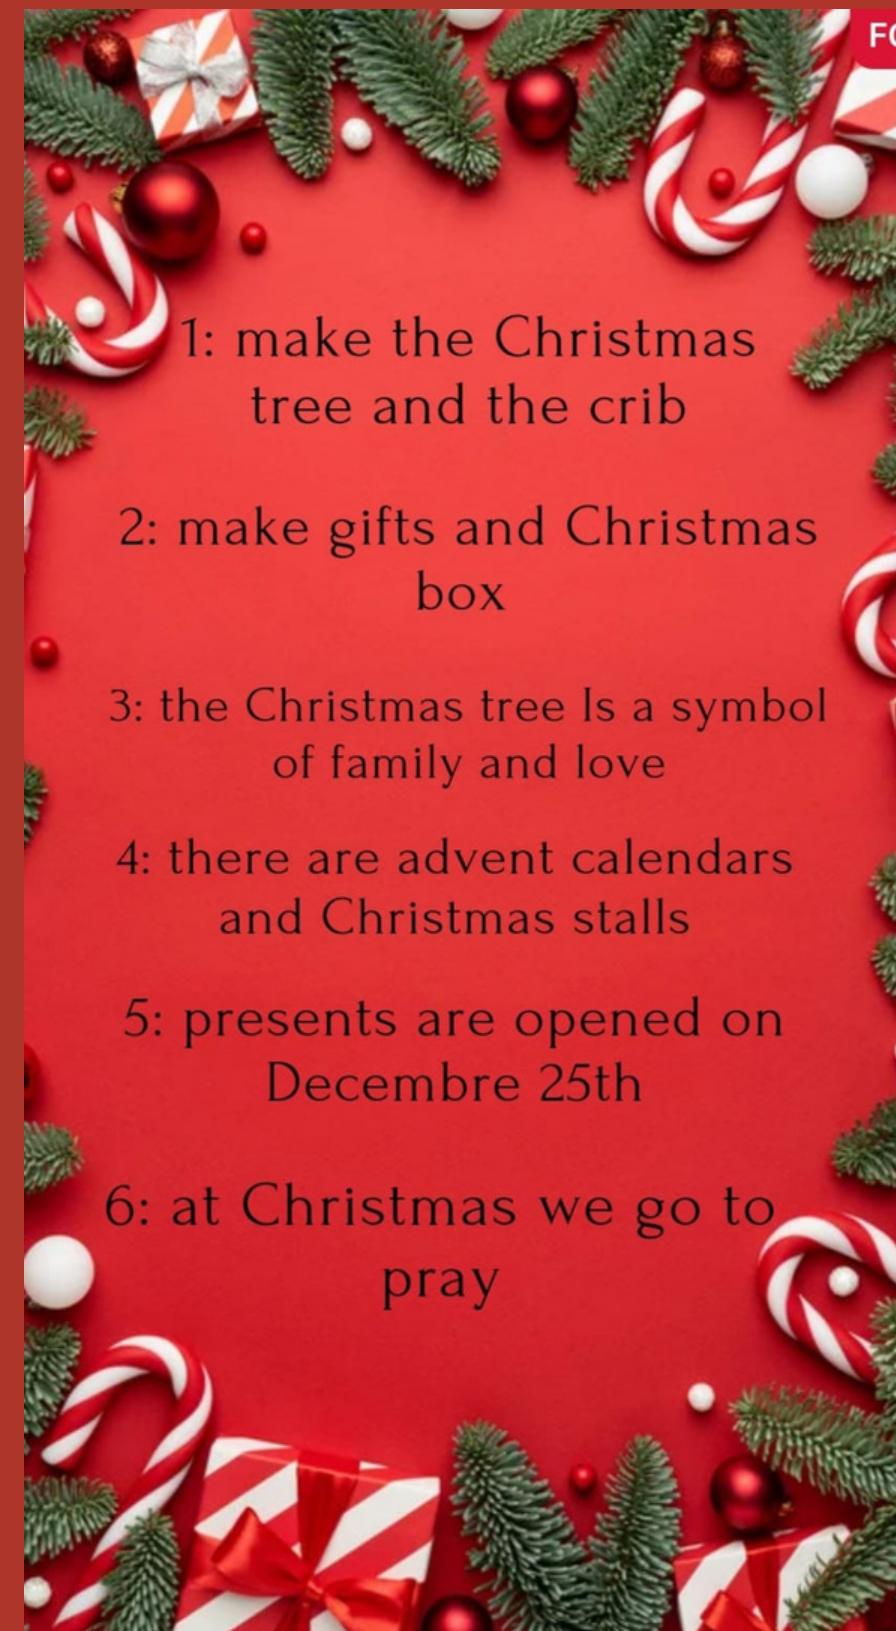 FO
1: make the Christmas
tree and the crib
2: make gifts and Christmas
box
3: the Christmas tree Is a symbol
of family and love
4: there are advent calendars
and Christmas stalls
5: presents are opened on
Decembre 25th
6: at Christmas we go to
pray